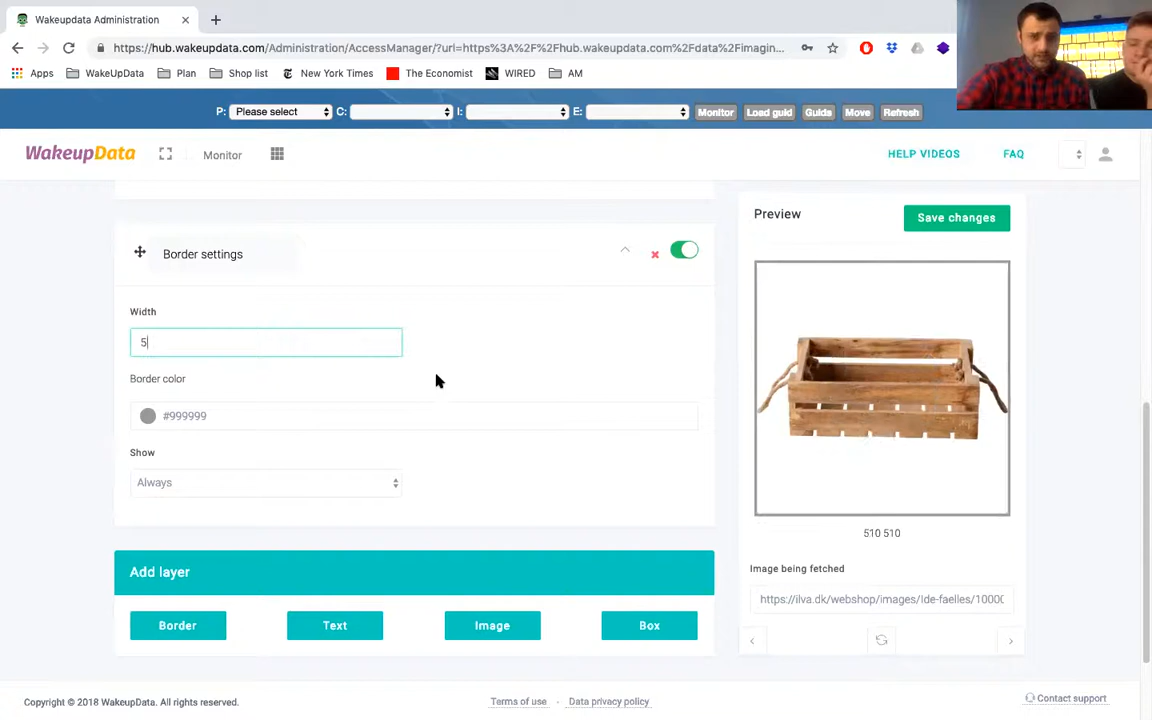 Wakeupdata Administration
https://hub.wakeupdata.com/Administration/AccessManager/?url=https%3A%2F%2Fhub.wakeupdata.com%2Fdata%2Fimagin...
Apps WakeUpData Plan Shop list New York Times The Economist WIRED AM
P: Please select C: I: E: Monitor Load guid Guids Move Refresh
WakeupData Monitor HELP VIDEOS FAQ
Preview
Save changes
Border settings
Width
5
Border color
#999999
Show
Always
510 510
Image being fetched
https://ilva.dk/webshop/images/Ide-faelles/1000
Add layer
Border Text Image Box
Copyright © 2018 WakeupData. All rights reserved. Terms of use · Data privacy policy Contact support